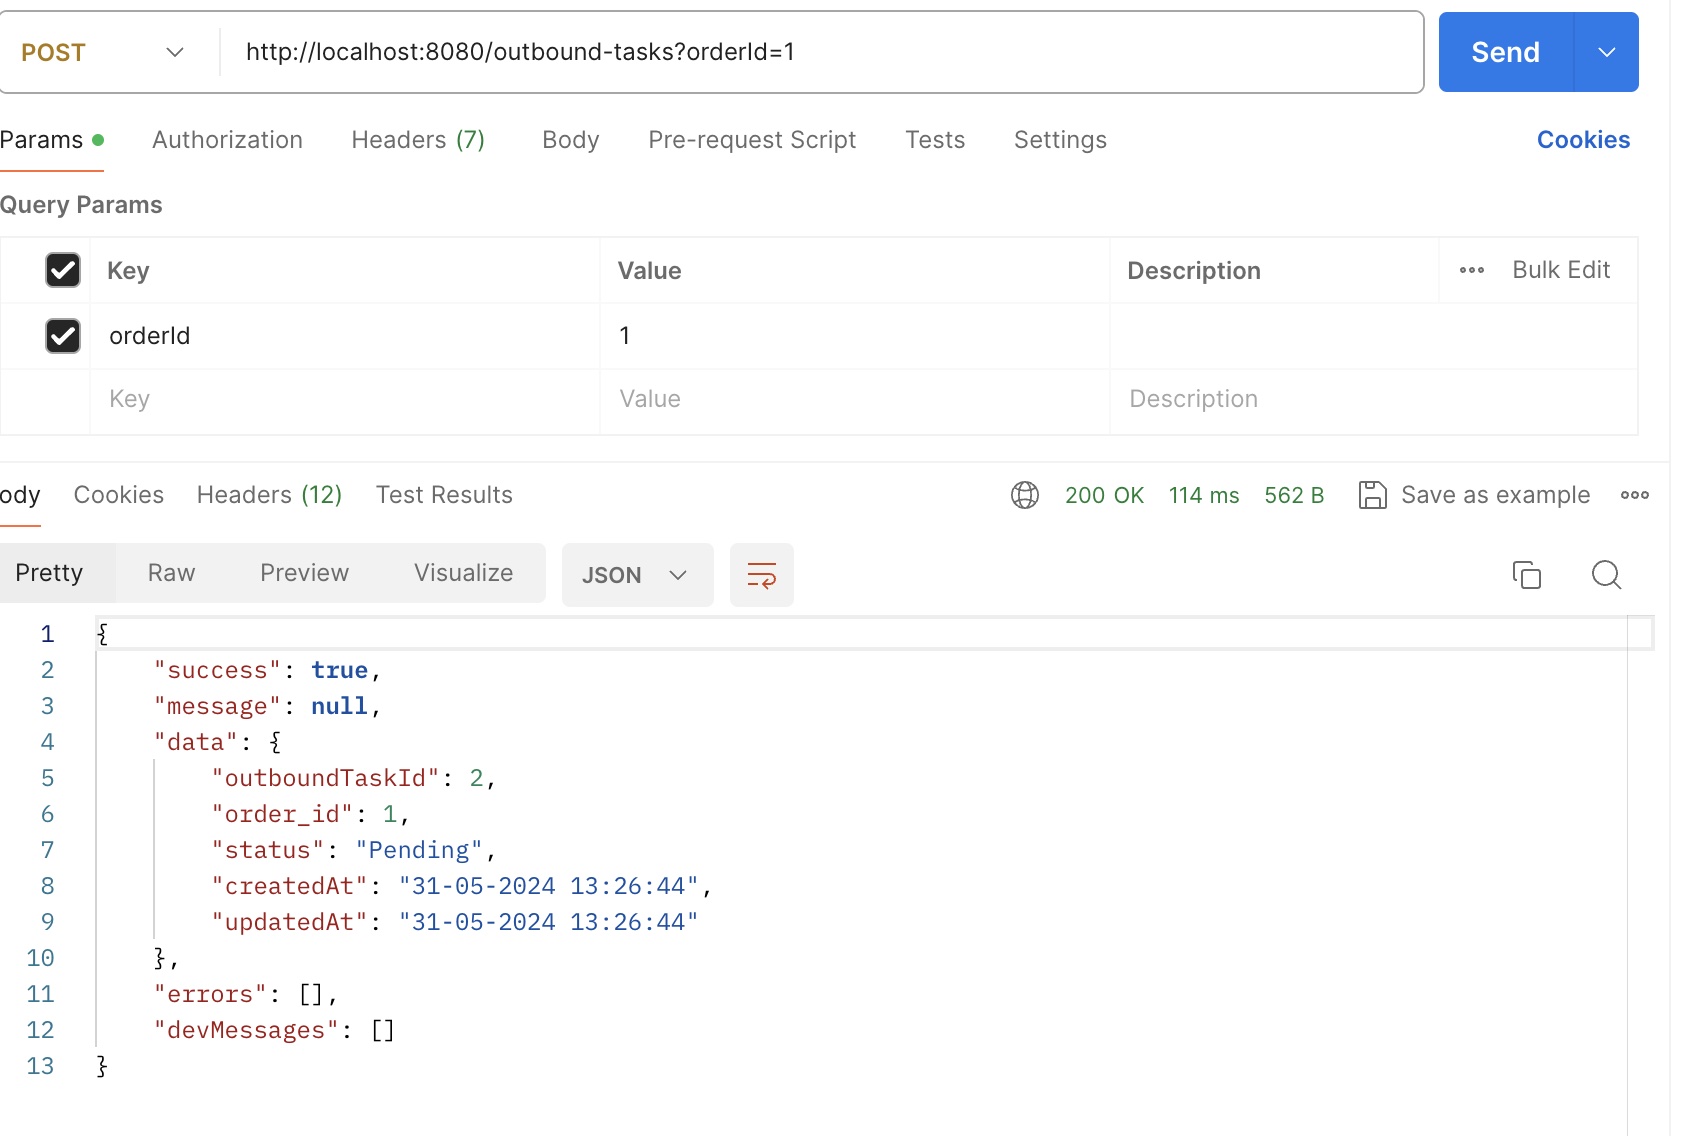 POST http://localhost:8080/outbound-tasks?orderId=1 Send
Params Authorization Headers (7) Body Pre-request Script Tests Settings Cookies
Query Params
Key Value Description Bulk Edit
orderId 1
Key Value Description
ody Cookies Headers (12) Test Results 200 OK 114 ms 562 B Save as example
Pretty Raw Preview Visualize JSON
1 {
2 "success": true,
3 "message": null,
4 "data": {
5 "outboundTaskId": 2,
6 "order_id": 1,
7 "status": "Pending",
8 "createdAt": "31-05-2024 13:26:44",
9 "updatedAt": "31-05-2024 13:26:44"
10 },
11 "errors": [],
12 "devMessages": []
13 }